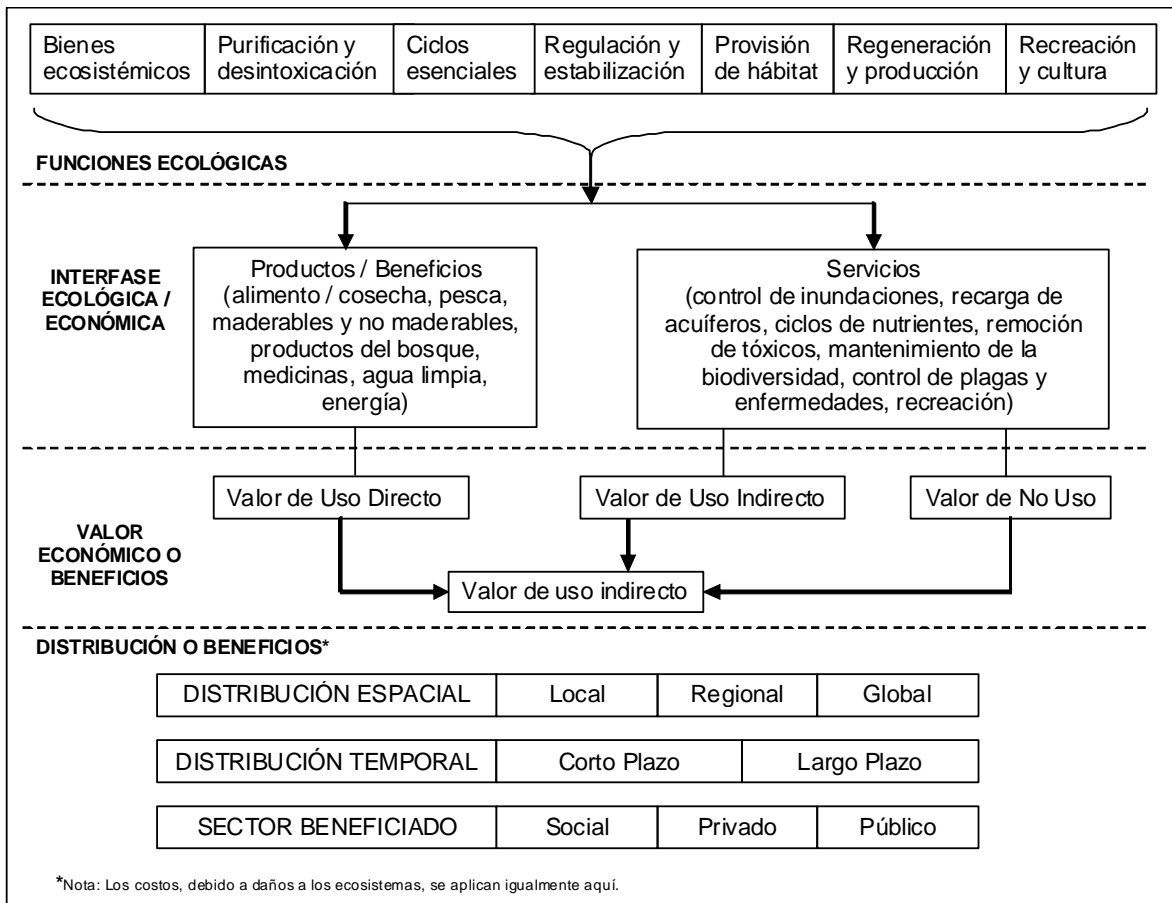 Bienes
ecosistémicos
Purificación y
desintoxicación
Ciclos
esenciales
Regulación y
estabilización
Provisión
de hábitat
Regeneración
y producción
Recreación
y cultura
FUNCIONES ECOLÓGICAS
INTERFASE
ECOLÓGICA /
ECONÓMICA
Productos / Beneficios
(alimento / cosecha, pesca,
maderables y no maderables,
productos del bosque,
medicinas, agua limpia,
energía)
Servicios
(control de inundaciones, recarga de
acuíferos, ciclos de nutrientes, remoción
de tóxicos, mantenimiento de la
biodiversidad, control de plagas y
enfermedades, recreación)
VALOR
ECONÓMICO O
BENEFICIOS
Valor de Uso Directo
Valor de Uso Indirecto
Valor de No Uso
Valor de uso indirecto
DISTRIBUCIÓN O BENEFICIOS*
DISTRIBUCIÓN ESPACIAL
Local
Regional
Global
DISTRIBUCIÓN TEMPORAL
Corto Plazo
Largo Plazo
SECTOR BENEFICIADO
Social
Privado
Público
*Nota: Los costos, debido a daños a los ecosistemas, se aplican igualmente aquí.